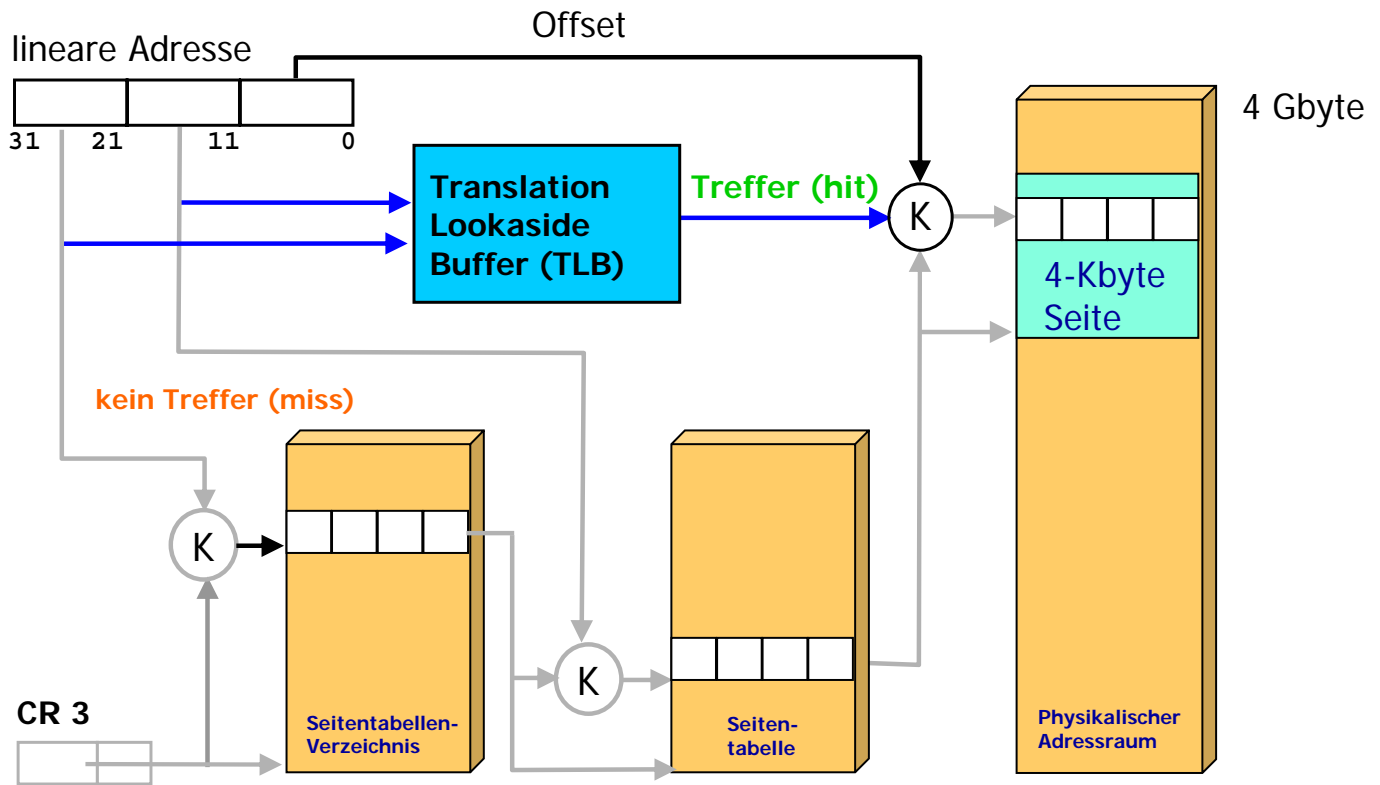 Offset
lineare Adresse
31 21 11 0
4 Gbyte
Translation
Lookaside
Buffer (TLB)
Treffer (hit)
K
4-Kbyte
Seite
kein Treffer (miss)
K
K
CR 3
Seitentabellen-
Verzeichnis
Seiten-
tabelle
Physikalischer
Adressraum